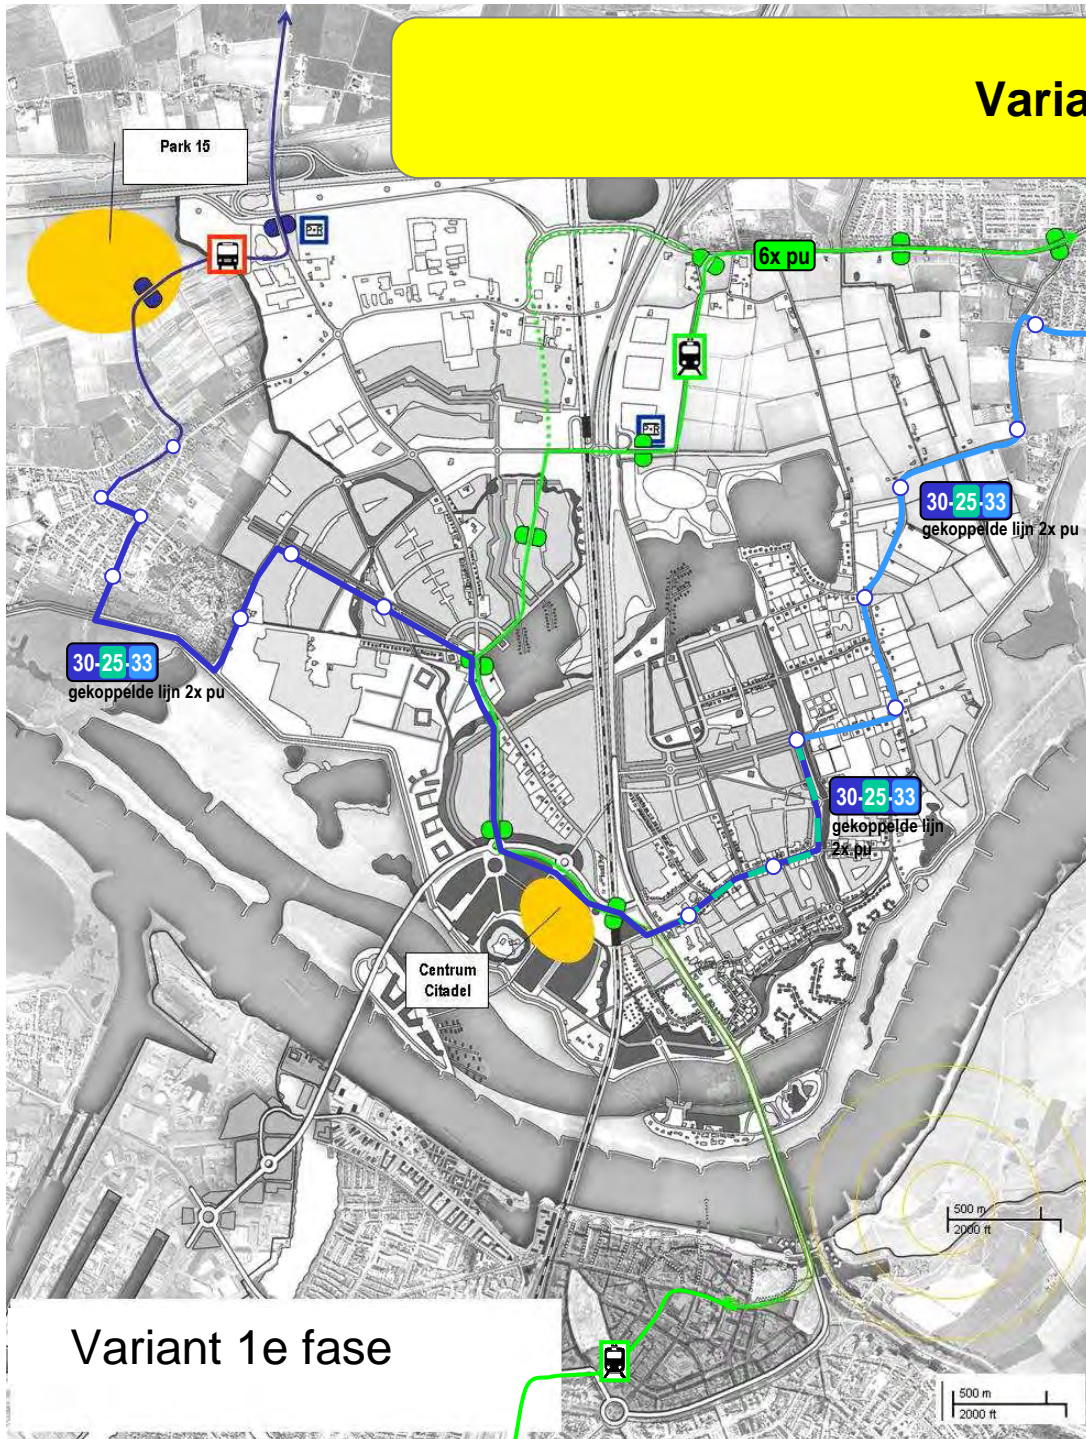 Varia
Park 15
P+R
6x pu
P+R
30-25-33
gekoppelde lijn 2x pu
30-25-33
gekoppelde lijn 2x pu
30-25-33
gekoppelde lijn
2x pu
Centrum
Citadel
500 m
2000 ft
Variant 1e fase
500 m
2000 ft